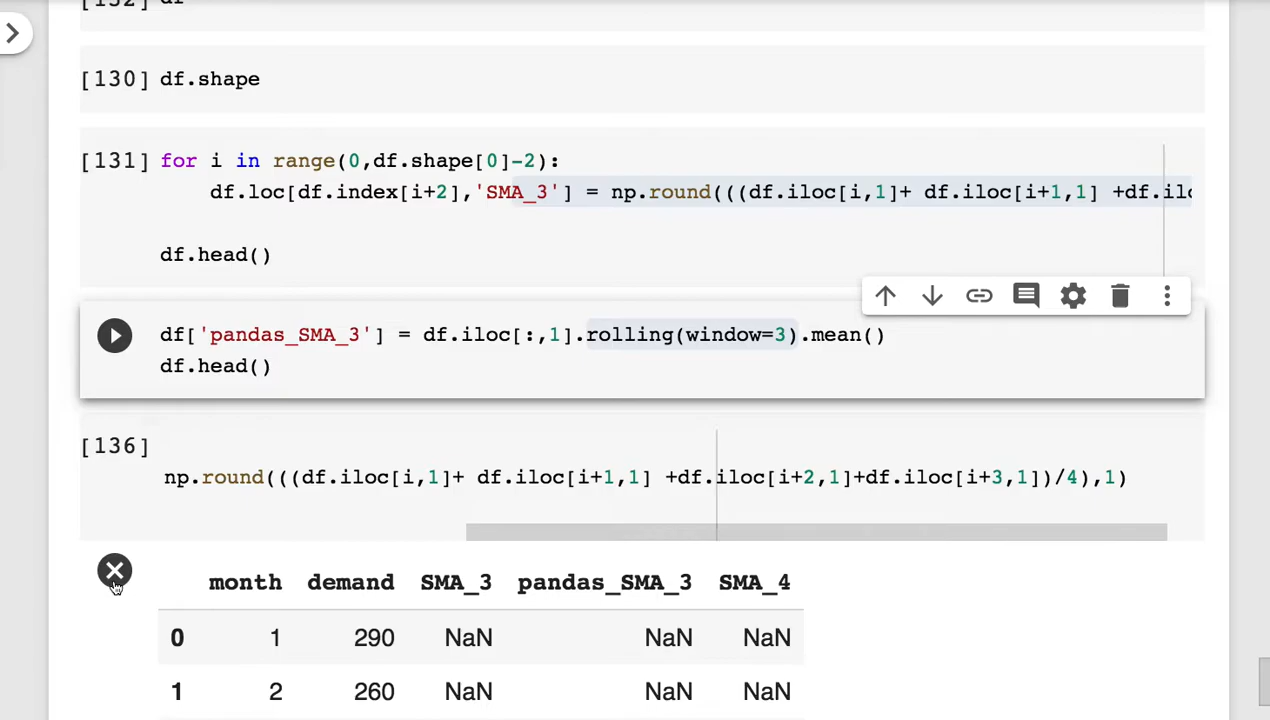 [132] df
[130] df.shape
[131] for i in range(0,df.shape[0]-2):
df.loc[df.index[i+2],'SMA_3'] = np.round(((df.iloc[i,1]+ df.iloc[i+1,1] +df.ilo
df.head()
df['pandas_SMA_3'] = df.iloc[:,1].rolling(window=3).mean()
df.head()
[136]
np.round(((df.iloc[i,1]+ df.iloc[i+1,1] +df.iloc[i+2,1]+df.iloc[i+3,1])/4),1)
month demand SMA_3 pandas_SMA_3 SMA_4
0 1 290 NaN NaN NaN
1 2 260 NaN NaN NaN